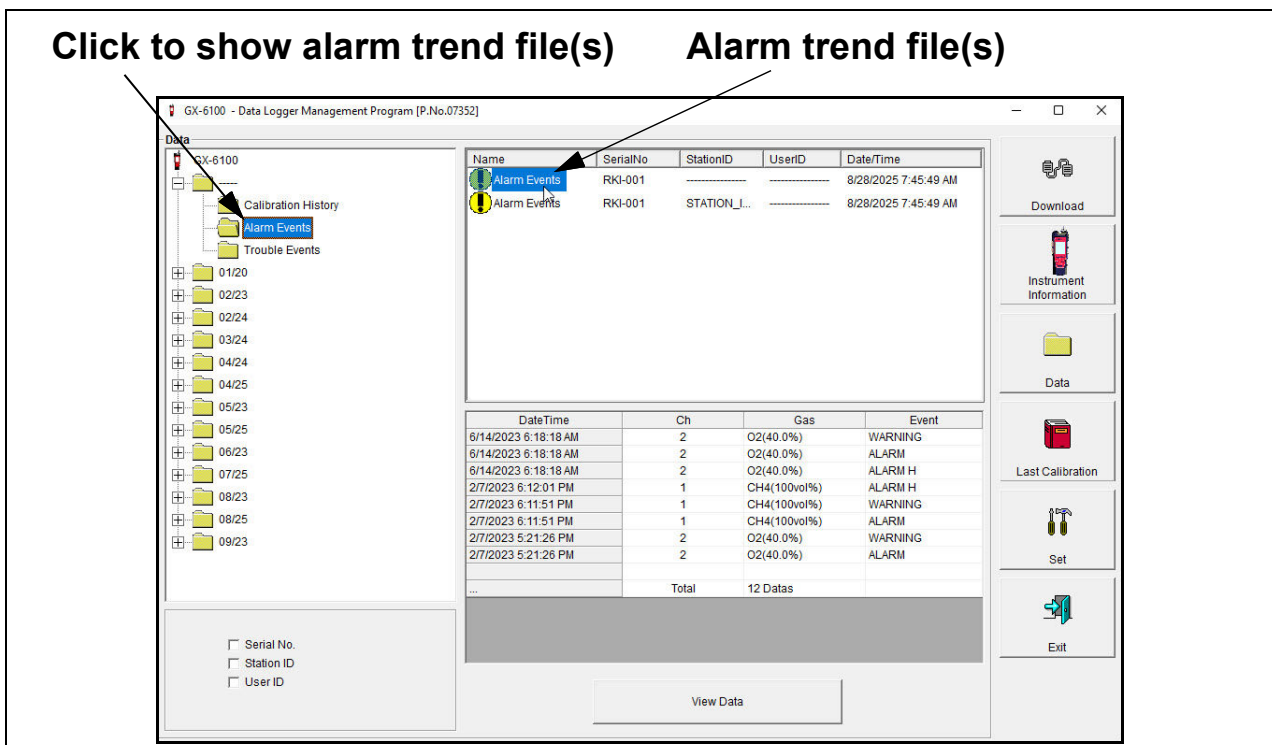 Click to show alarm trend file(s) Alarm trend file(s)
GX-6100 - Data Logger Management Program [P.No.07352]
Data
GX-6100
-----
Calibration History
Alarm Events
Trouble Events
01/20
02/23
02/24
03/24
04/24
04/25
05/23
05/25
06/23
07/25
08/23
08/25
09/23
Serial No.
Station ID
User ID
Name SerialNo StationID UserID Date/Time
Alarm Events RKI-001 ---------------- ---------------- 8/28/2025 7:45:49 AM
Alarm Events RKI-001 STATION_I... ---------------- 8/28/2025 7:45:49 AM
DateTime Ch Gas Event
6/14/2023 6:18:18 AM 2 O2(40.0%) WARNING
6/14/2023 6:18:18 AM 2 O2(40.0%) ALARM
6/14/2023 6:18:18 AM 2 O2(40.0%) ALARM H
2/7/2023 6:12:01 PM 1 CH4(100vol%) ALARM H
2/7/2023 6:11:51 PM 1 CH4(100vol%) WARNING
2/7/2023 6:11:51 PM 1 CH4(100vol%) ALARM
2/7/2023 5:21:26 PM 2 O2(40.0%) WARNING
2/7/2023 5:21:26 PM 2 O2(40.0%) ALARM
... Total 12 Datas
View Data
Download
Instrument
Information
Data
Last Calibration
Set
Exit